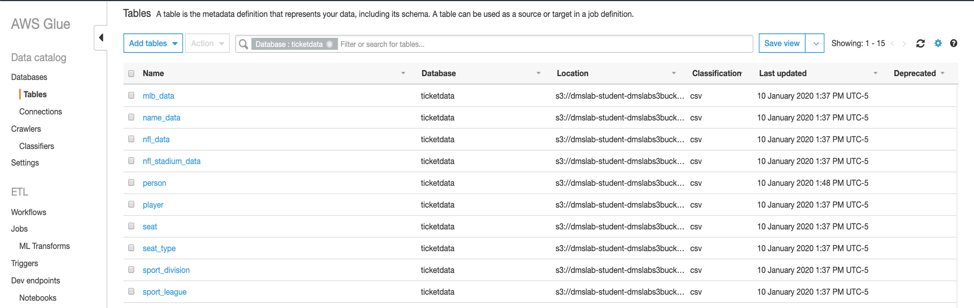 AWS Glue
Data catalog
Databases
Tables
Connections
Crawlers
Classifiers
Settings
ETL
Workflows
Jobs
ML Transforms
Triggers
Dev endpoints
Notebooks
Tables A table is the metadata definition that represents your data, including its schema. A table can be used as a source or target in a job definition.
Add tables Action Database : ticketdata Filter or search for tables... Save view Showing: 1 - 15
Name Database Location Classification Last updated Deprecated
mlb_data ticketdata s3://dmslab-student-dmslabs3buck... csv 10 January 2020 1:37 PM UTC-5
name_data ticketdata s3://dmslab-student-dmslabs3buck... csv 10 January 2020 1:37 PM UTC-5
nfl_data ticketdata s3://dmslab-student-dmslabs3buck... csv 10 January 2020 1:37 PM UTC-5
nfl_stadium_data ticketdata s3://dmslab-student-dmslabs3buck... csv 10 January 2020 1:37 PM UTC-5
person ticketdata s3://dmslab-student-dmslabs3buck... csv 10 January 2020 1:48 PM UTC-5
player ticketdata s3://dmslab-student-dmslabs3buck... csv 10 January 2020 1:37 PM UTC-5
seat ticketdata s3://dmslab-student-dmslabs3buck... csv 10 January 2020 1:37 PM UTC-5
seat_type ticketdata s3://dmslab-student-dmslabs3buck... csv 10 January 2020 1:37 PM UTC-5
sport_division ticketdata s3://dmslab-student-dmslabs3buck... csv 10 January 2020 1:37 PM UTC-5
sport_league ticketdata s3://dmslab-student-dmslabs3buck... csv 10 January 2020 1:37 PM UTC-5